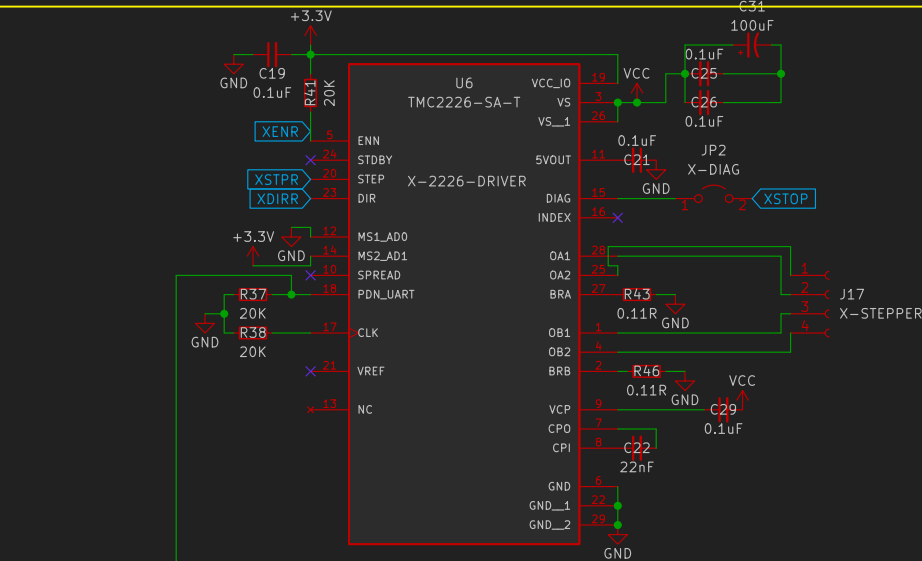 +3.3V
C31
100uF
GND
C19
0.1uF
R41
20K
U6
TMC2226-SA-T
VCC_IO
19
VCC
0.1uF
C25
C26
0.1uF
VS
3
VS__1
26
XENR
5
ENN
24
STDBY
XSTPR
20
STEP
XDIRR
23
DIR
X-2226-DRIVER
5VOUT
11
0.1uF
C21
GND
JP2
X-DIAG
DIAG
15
1
2
XSTOP
INDEX
16
+3.3V
GND
12
MS1_AD0
14
MS2_AD1
10
SPREAD
18
PDN_UART
R37
20K
R38
20K
GND
17
CLK
21
VREF
13
NC
OA1
28
OA2
25
BRA
27
R43
0.11R
GND
OB1
1
OB2
4
BRB
2
R46
0.11R
GND
1
2
3
4
J17
X-STEPPER
VCP
9
C29
0.1uF
VCC
CPO
7
CPI
8
C22
22nF
GND
6
GND__1
22
GND__2
29
GND